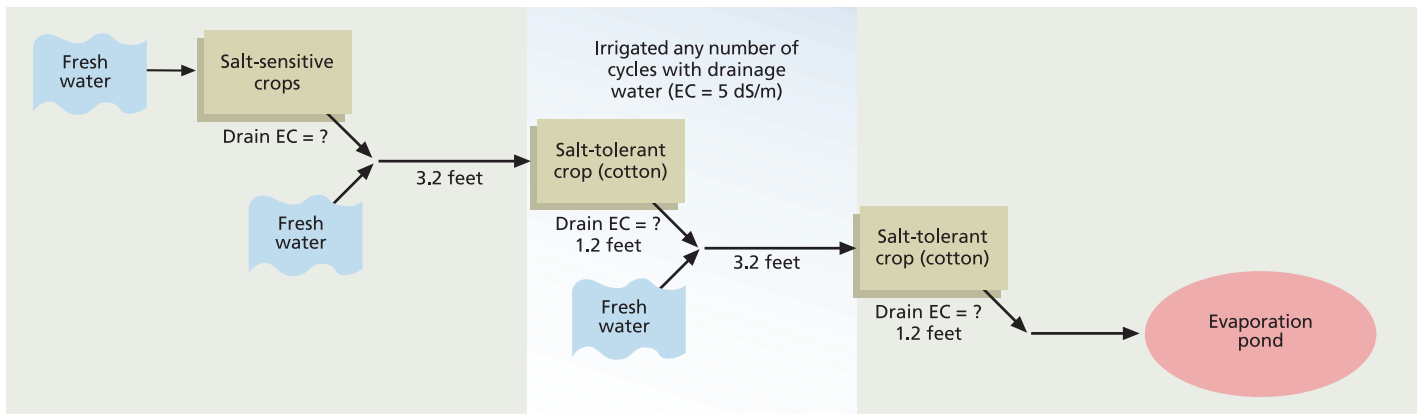 Fresh
water
Salt-sensitive
crops
Drain EC = ?
Fresh
water
3.2 feet
Irrigated any number of
cycles with drainage
water (EC = 5 dS/m)
Salt-tolerant
crop (cotton)
Drain EC = ?
1.2 feet
Fresh
water
3.2 feet
Salt-tolerant
crop (cotton)
Drain EC = ?
1.2 feet
Evaporation
pond